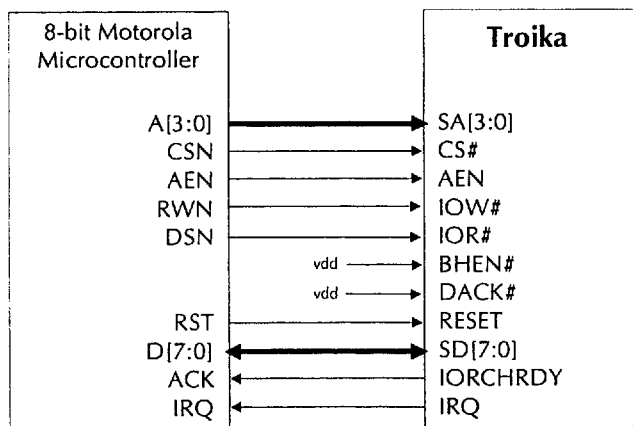 8-bit Motorola
Microcontroller
Troika
A[3:0] SA[3:0]
CSN CS#
AEN AEN
RWN IOW#
DSN IOR#
vdd BHEN#
vdd DACK#
RST RESET
D[7:0] SD[7:0]
ACK IORCHRDY
IRQ IRQ